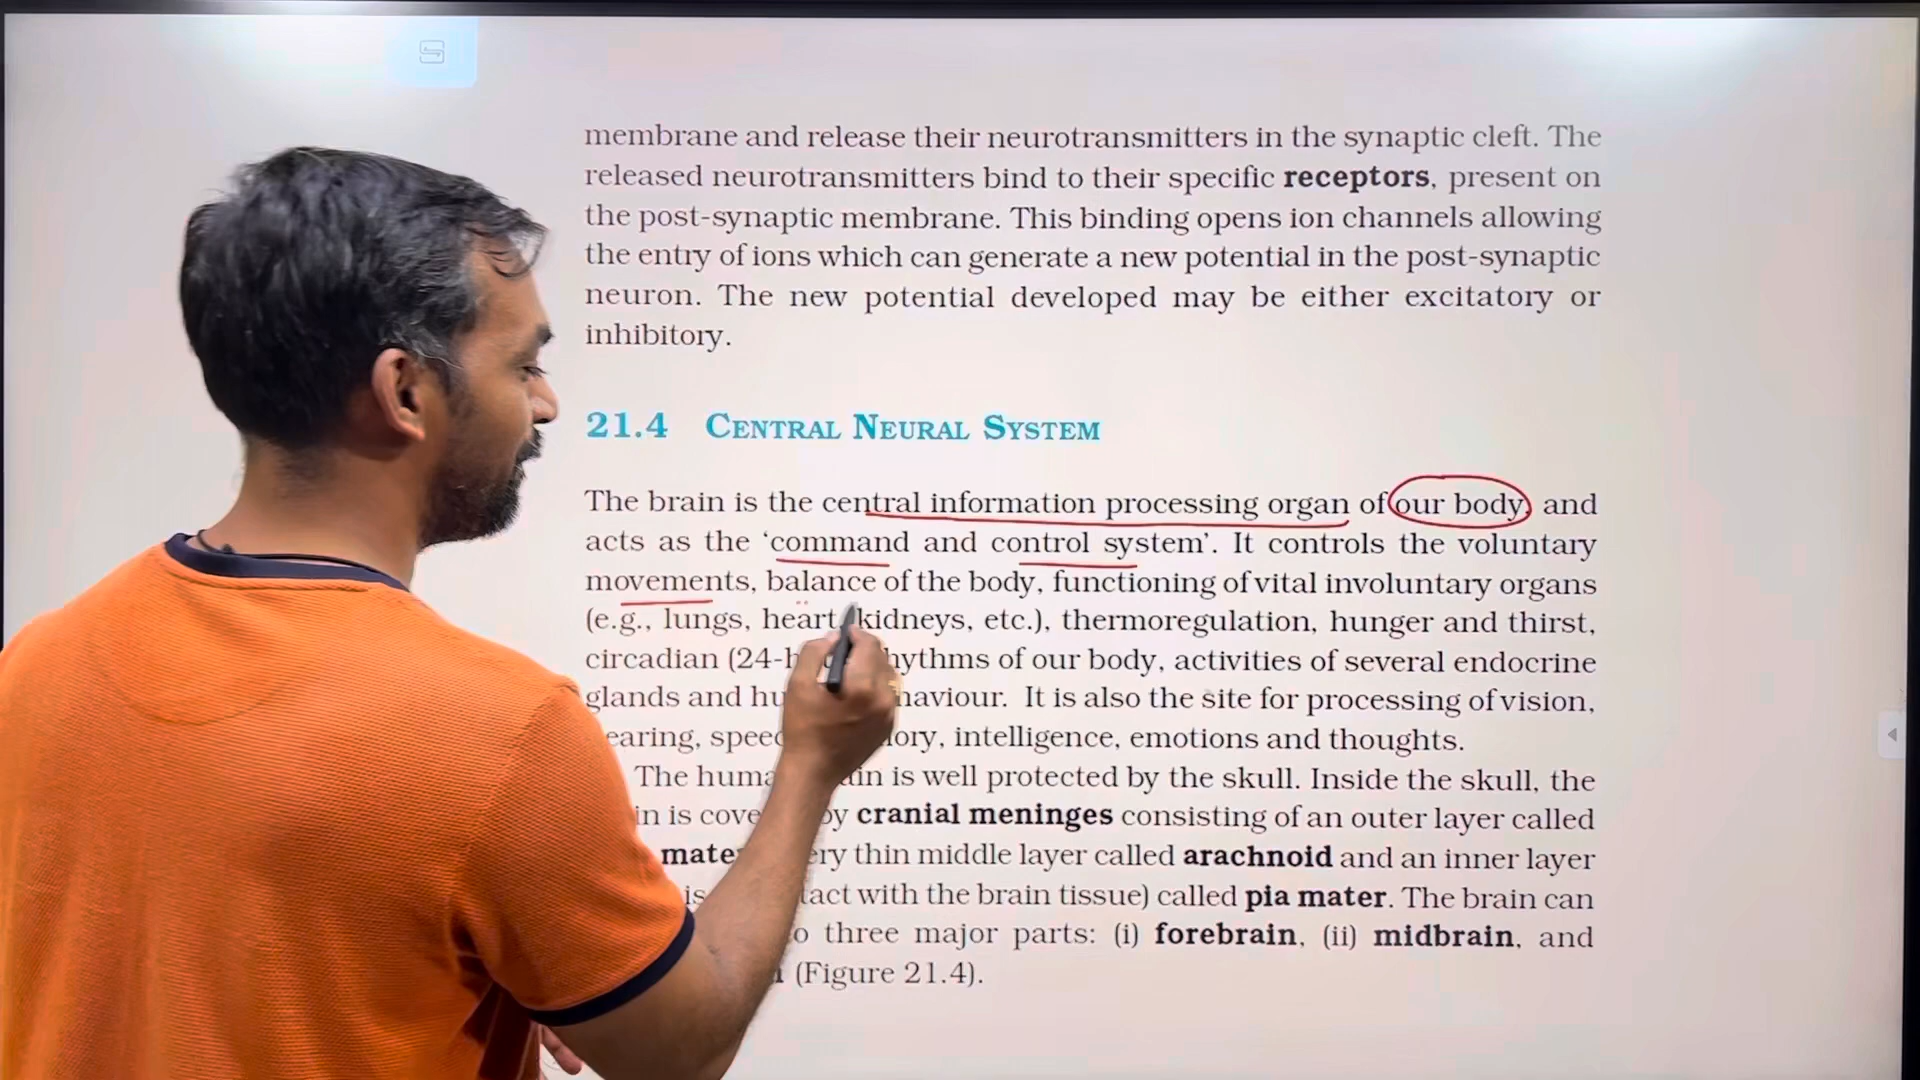 membrane and release their neurotransmitters in the synaptic cleft. The
released neurotransmitters bind to their specific receptors, present on
the post-synaptic membrane. This binding opens ion channels allowing
the entry of ions which can generate a new potential in the post-synaptic
neuron. The new potential developed may be either excitatory or
inhibitory.
21.4 CENTRAL NEURAL SYSTEM
The brain is the central information processing organ of our body, and
acts as the ‘command and control system’. It controls the voluntary
movements, balance of the body, functioning of vital involuntary organs
(e.g., lungs, heart, kidneys, etc.), thermoregulation, hunger and thirst,
circadian (24-h hythms of our body, activities of several endocrine
glands and hu haviour. It is also the site for processing of vision,
earing, speec ory, intelligence, emotions and thoughts.
The huma in is well protected by the skull. Inside the skull, the
in is cove by cranial meninges consisting of an outer layer called
mate ery thin middle layer called arachnoid and an inner layer
is tact with the brain tissue) called pia mater. The brain can
o three major parts: (i) forebrain, (ii) midbrain, and
(Figure 21.4).